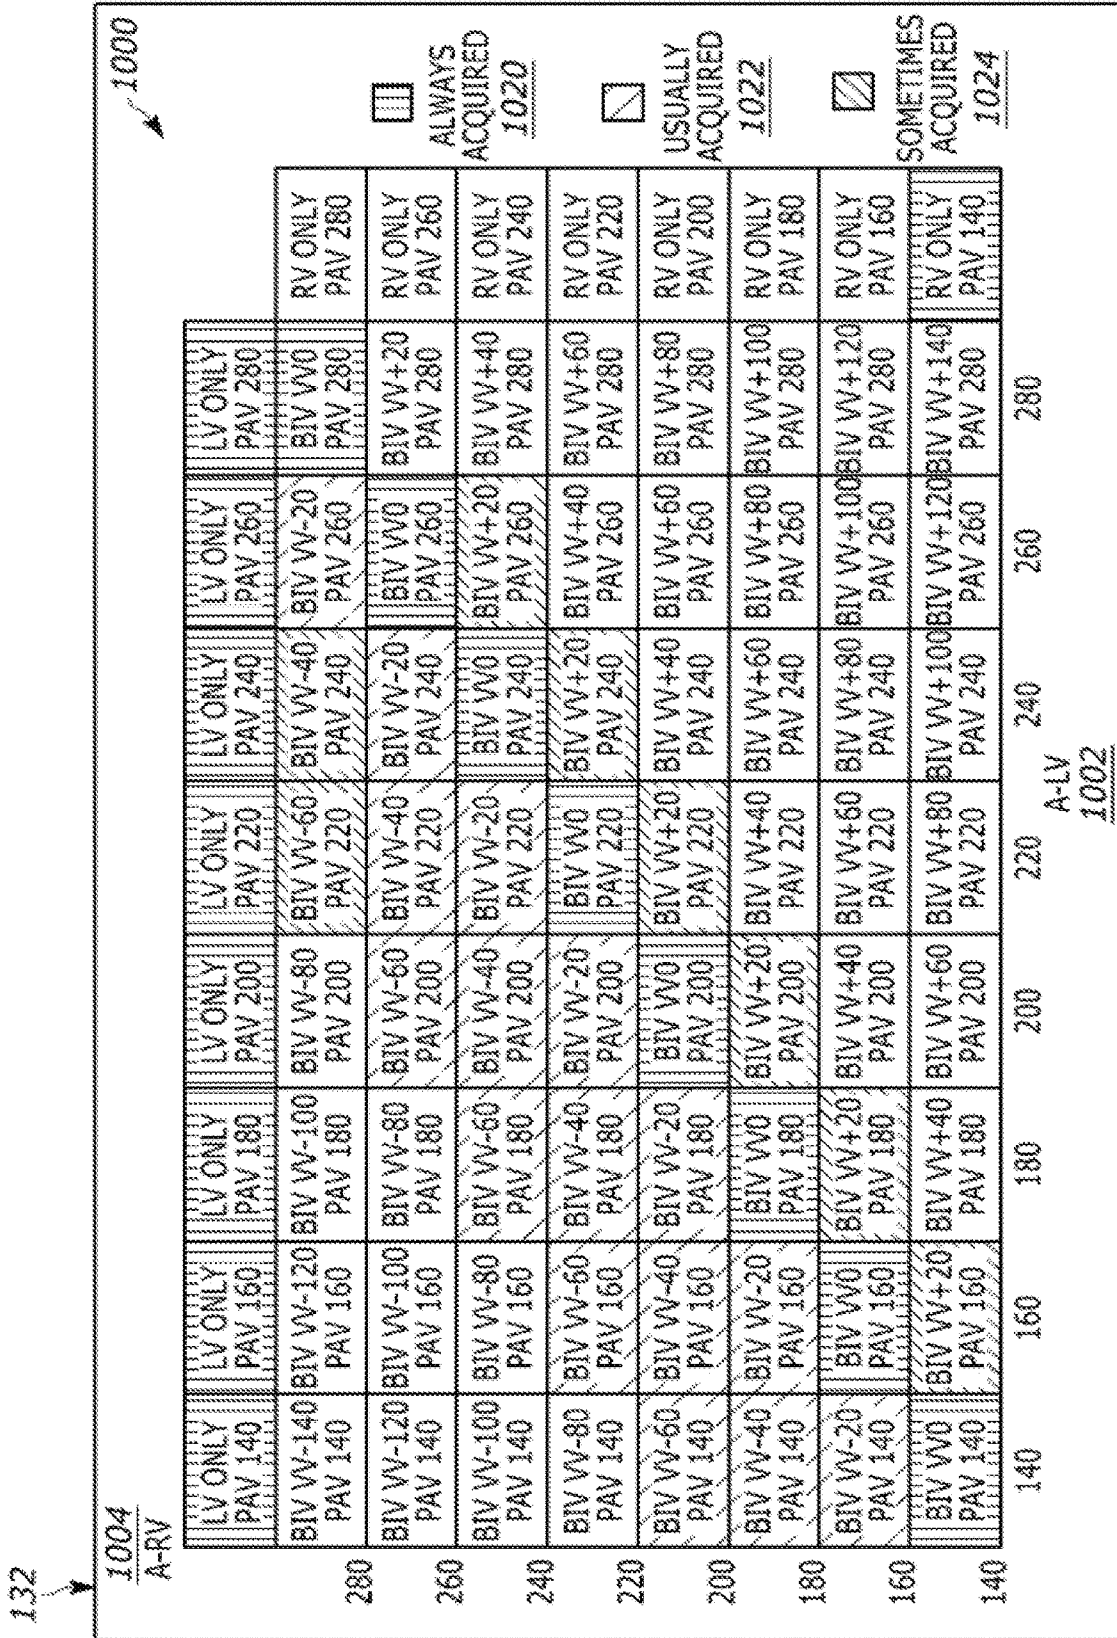 132
1000
1004
A-RV
LV ONLY LV ONLY LV ONLY LV ONLY LV ONLY LV ONLY LV ONLY LV ONLY
PAV 140 PAV 160 PAV 180 PAV 200 PAV 220 PAV 240 PAV 260 PAV 280
280
BIV VV-140 BIV VV-120 BIV VV-100 BIV VV-80 BIV VV-60 BIV VV-40 BIV VV-20 BIV VV0 RV ONLY
PAV 140 PAV 160 PAV 180 PAV 200 PAV 220 PAV 240 PAV 260 PAV 280 PAV 280
260
BIV VV-120 BIV VV-100 BIV VV-80 BIV VV-60 BIV VV-40 BIV VV-20 BIV VV0 BIV VV+20 RV ONLY
PAV 140 PAV 160 PAV 180 PAV 200 PAV 220 PAV 240 PAV 260 PAV 280 PAV 260
240
BIV VV-100 BIV VV-80 BIV VV-60 BIV VV-40 BIV VV-20 BIV VV0 BIV VV+20 BIV VV+40 RV ONLY
PAV 140 PAV 160 PAV 180 PAV 200 PAV 220 PAV 240 PAV 260 PAV 280 PAV 240
220
BIV VV-80 BIV VV-60 BIV VV-40 BIV VV-20 BIV VV0 BIV VV+20 BIV VV+40 BIV VV+60 RV ONLY
PAV 140 PAV 160 PAV 180 PAV 200 PAV 220 PAV 240 PAV 260 PAV 280 PAV 220
200
BIV VV-60 BIV VV-40 BIV VV-20 BIV VV0 BIV VV+20 BIV VV+40 BIV VV+60 BIV VV+80 RV ONLY
PAV 140 PAV 160 PAV 180 PAV 200 PAV 220 PAV 240 PAV 260 PAV 280 PAV 200
180
BIV VV-40 BIV VV-20 BIV VV0 BIV VV+20 BIV VV+40 BIV VV+60 BIV VV+80 BIV VV+100 RV ONLY
PAV 140 PAV 160 PAV 180 PAV 200 PAV 220 PAV 240 PAV 260 PAV 280 PAV 180
160
BIV VV-20 BIV VV0 BIV VV+20 BIV VV+40 BIV VV+60 BIV VV+80 BIV VV+100 BIV VV+120 RV ONLY
PAV 140 PAV 160 PAV 180 PAV 200 PAV 220 PAV 240 PAV 260 PAV 280 PAV 160
140
BIV VV0 BIV VV+20 BIV VV+40 BIV VV+60 BIV VV+80 BIV VV+100 BIV VV+120 BIV VV+140 RV ONLY
PAV 140 PAV 160 PAV 180 PAV 200 PAV 220 PAV 240 PAV 260 PAV 280 PAV 140
140 160 180 200 220 240 260 280
A-LV
1002
ALWAYS
ACQUIRED
1020
USUALLY
ACQUIRED
1022
SOMETIMES
ACQUIRED
1024